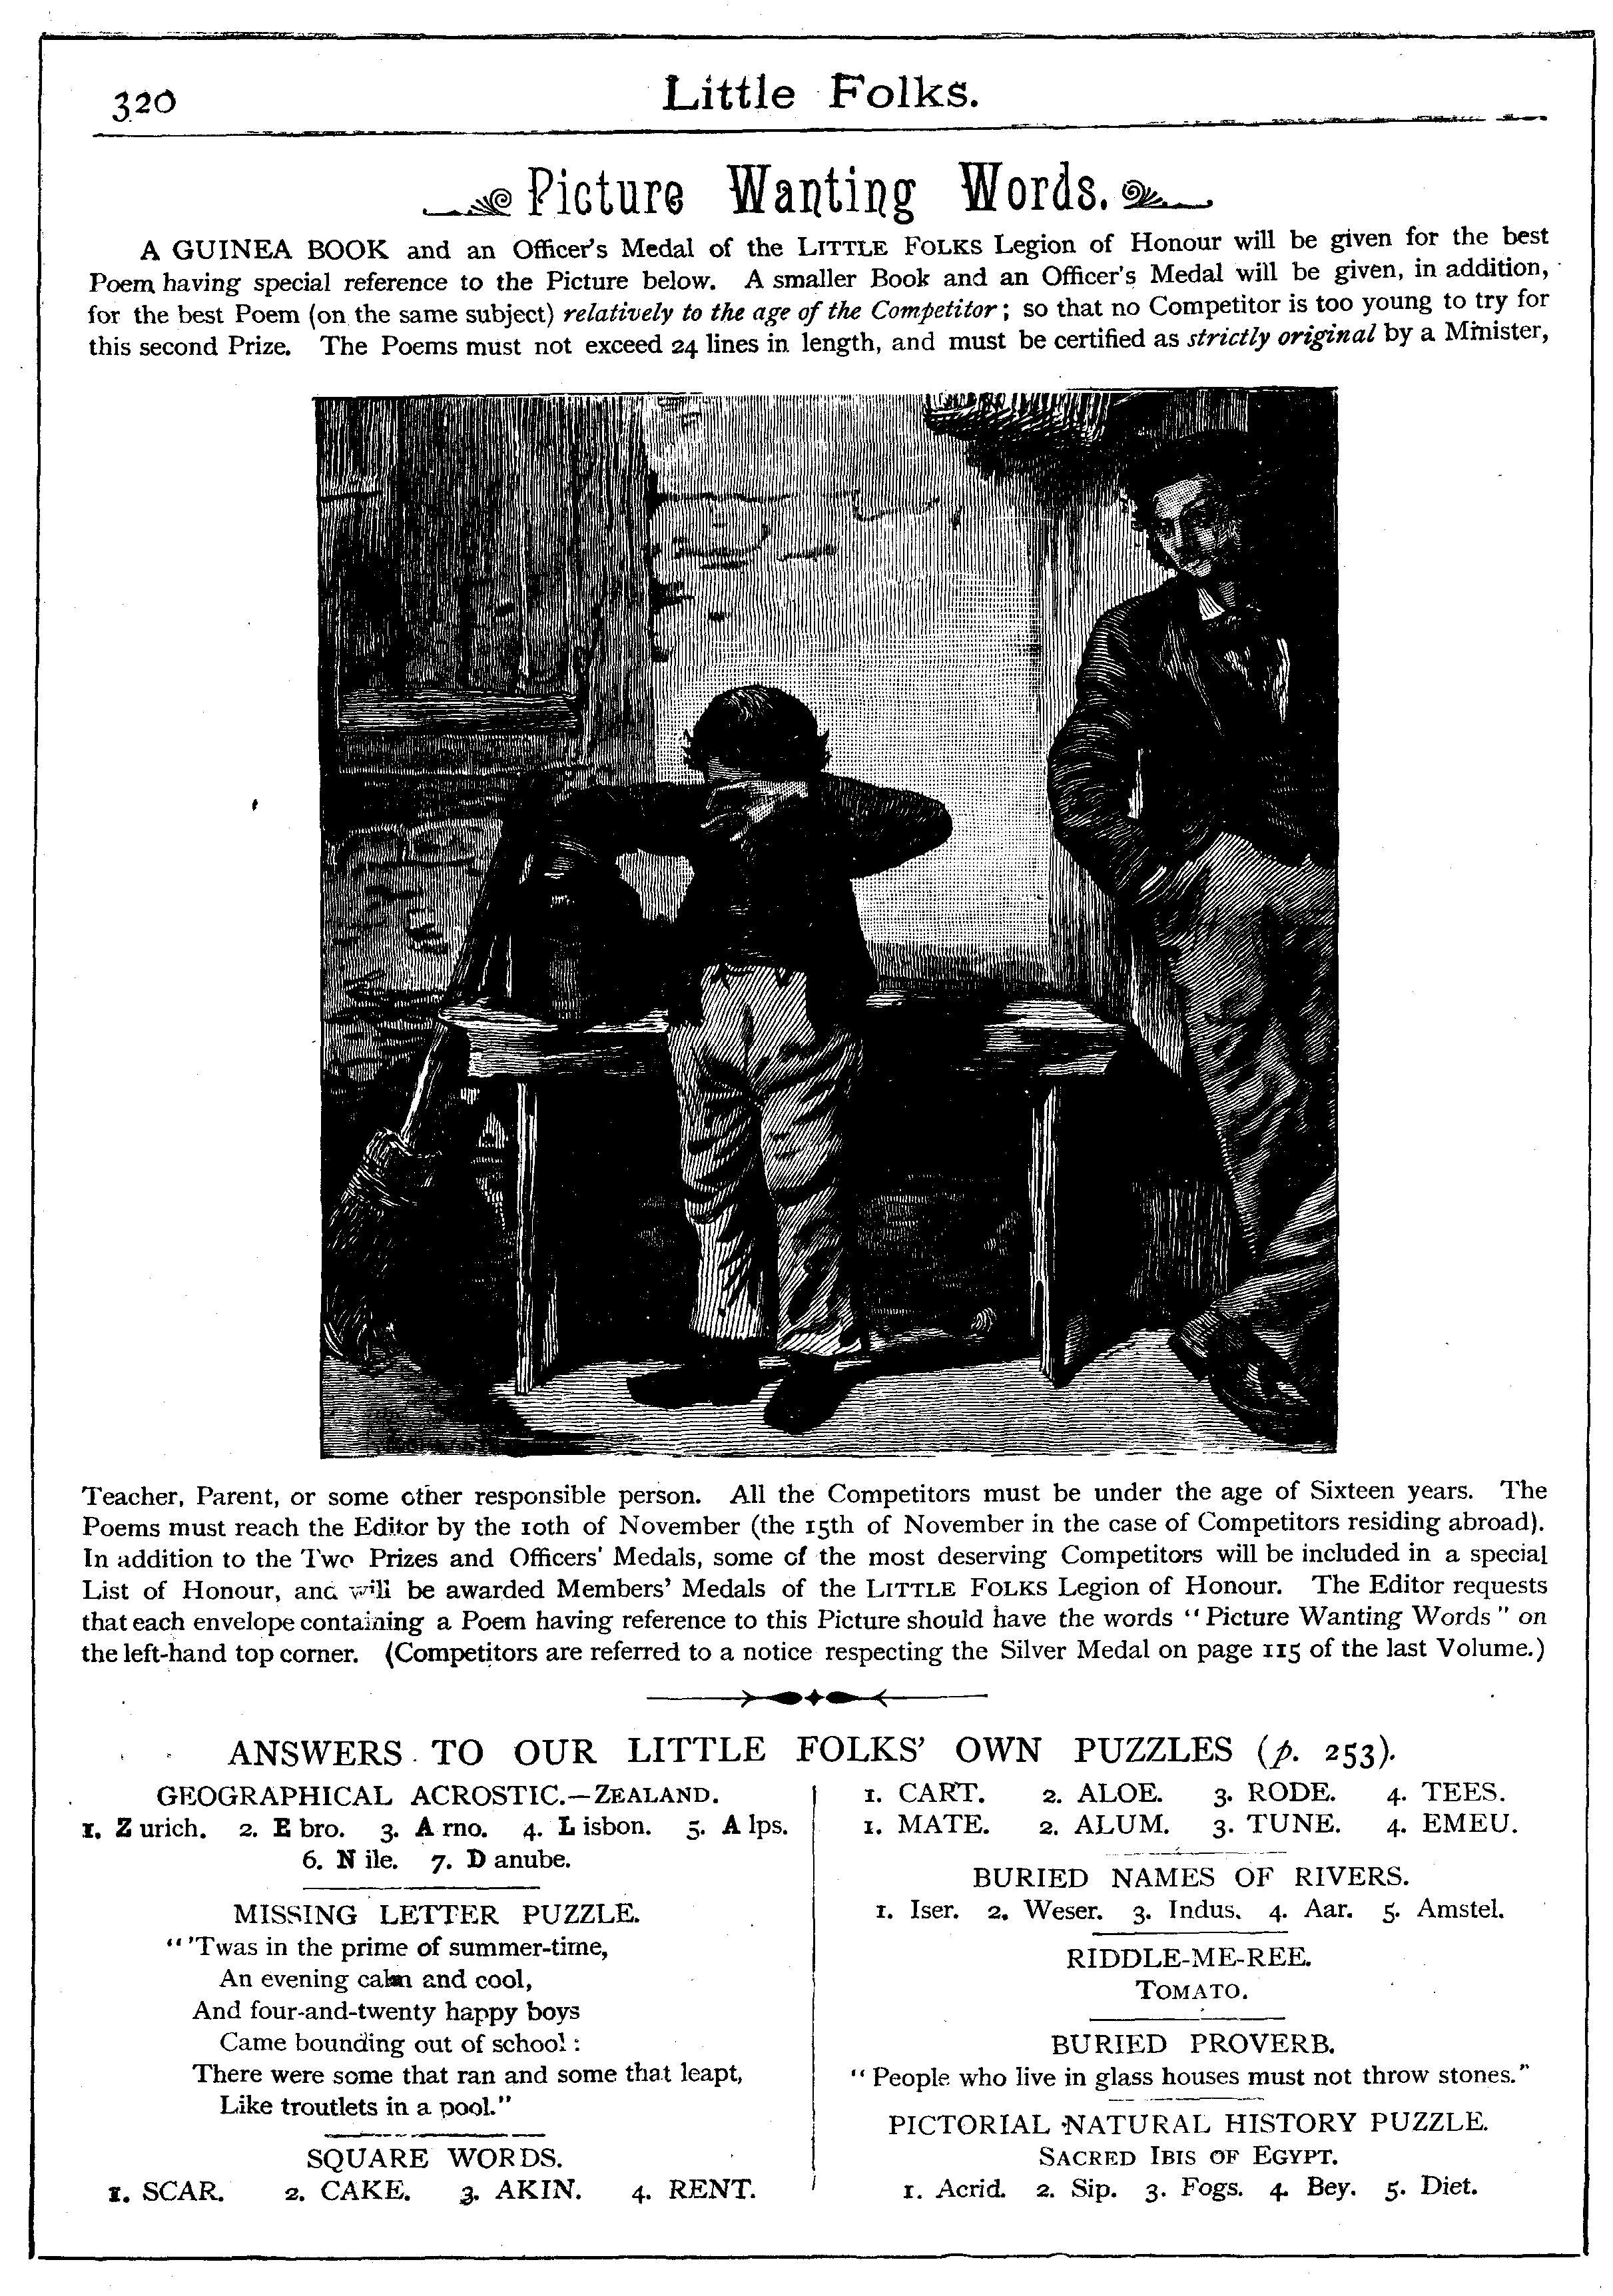 320
Little Folks.
Picture Wanting Words.
A GUINEA BOOK and an Officer's Medal of the LITTLE FOLKS Legion of Honour will be given for the best
Poem having special reference to the Picture below. A smaller Book and an Officer's Medal will be given, in addition,
for the best Poem (on the same subject) relatively to the age of the Competitor; so that no Competitor is too young to try for
this second Prize. The Poems must not exceed 24 lines in length, and must be certified as strictly original by a Minister,
Teacher, Parent, or some other responsible person. All the Competitors must be under the age of Sixteen years. The
Poems must reach the Editor by the 10th of November (the 15th of November in the case of Competitors residing abroad).
In addition to the Two Prizes and Officers' Medals, some of the most deserving Competitors will be included in a special
List of Honour, and will be awarded Members' Medals of the LITTLE FOLKS Legion of Honour. The Editor requests
that each envelope containing a Poem having reference to this Picture should have the words "Picture Wanting Words" on
the left-hand top corner. (Competitors are referred to a notice respecting the Silver Medal on page 115 of the last Volume.)
ANSWERS TO OUR LITTLE FOLKS' OWN PUZZLES (p. 253).
GEOGRAPHICAL ACROSTIC.—ZEALAND.
1. Z urich. 2. E bro. 3. A rno. 4. L isbon. 5. A lps.
6. N ile. 7. D anube.
MISSING LETTER PUZZLE.
"'Twas in the prime of summer-time,
An evening calm and cool,
And four-and-twenty happy boys
Came bounding out of school:
There were some that ran and some that leapt,
Like troutlets in a pool."
SQUARE WORDS.
1. SCAR. 2. CAKE. 3. AKIN. 4. RENT.
1. CART. 2. ALOE. 3. RODE. 4. TEES.
1. MATE. 2. ALUM. 3. TUNE. 4. EMEU.
BURIED NAMES OF RIVERS.
1. Iser. 2. Weser. 3. Indus. 4. Aar. 5. Amstel.
RIDDLE-ME-REE.
TOMATO.
BURIED PROVERB.
"People who live in glass houses must not throw stones."
PICTORIAL NATURAL HISTORY PUZZLE.
SACRED IBIS OF EGYPT.
1. Acrid. 2. Sip. 3. Fogs. 4. Bey. 5. Diet.